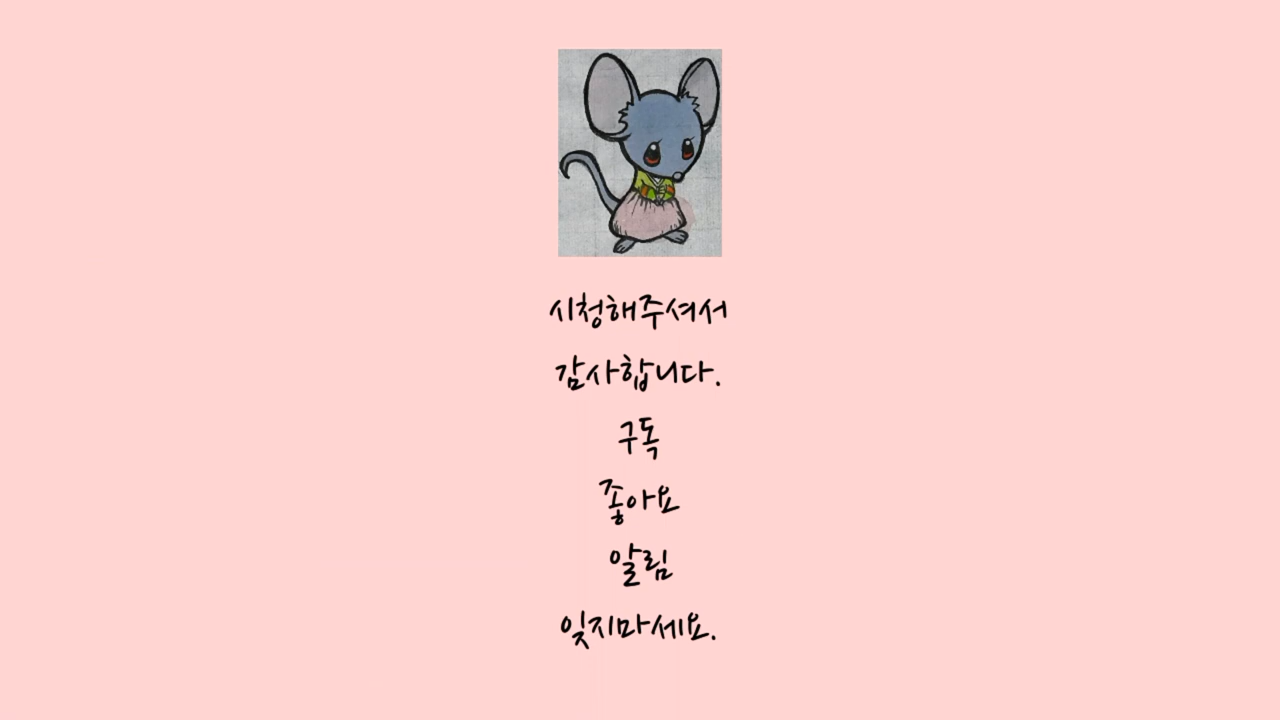 시청해주셔서
감사합니다.
구독
좋아요
알림
잊지마세요.